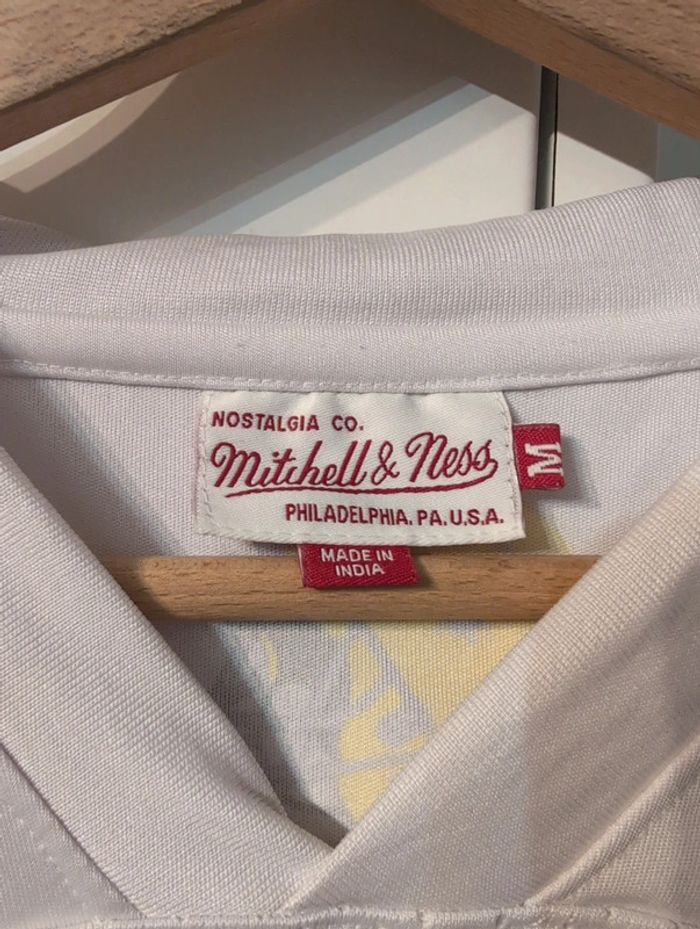 NOSTALGIA CO.
Mitchell & Ness
PHILADELPHIA. PA. U.S.A.
M
MADE IN
INDIA